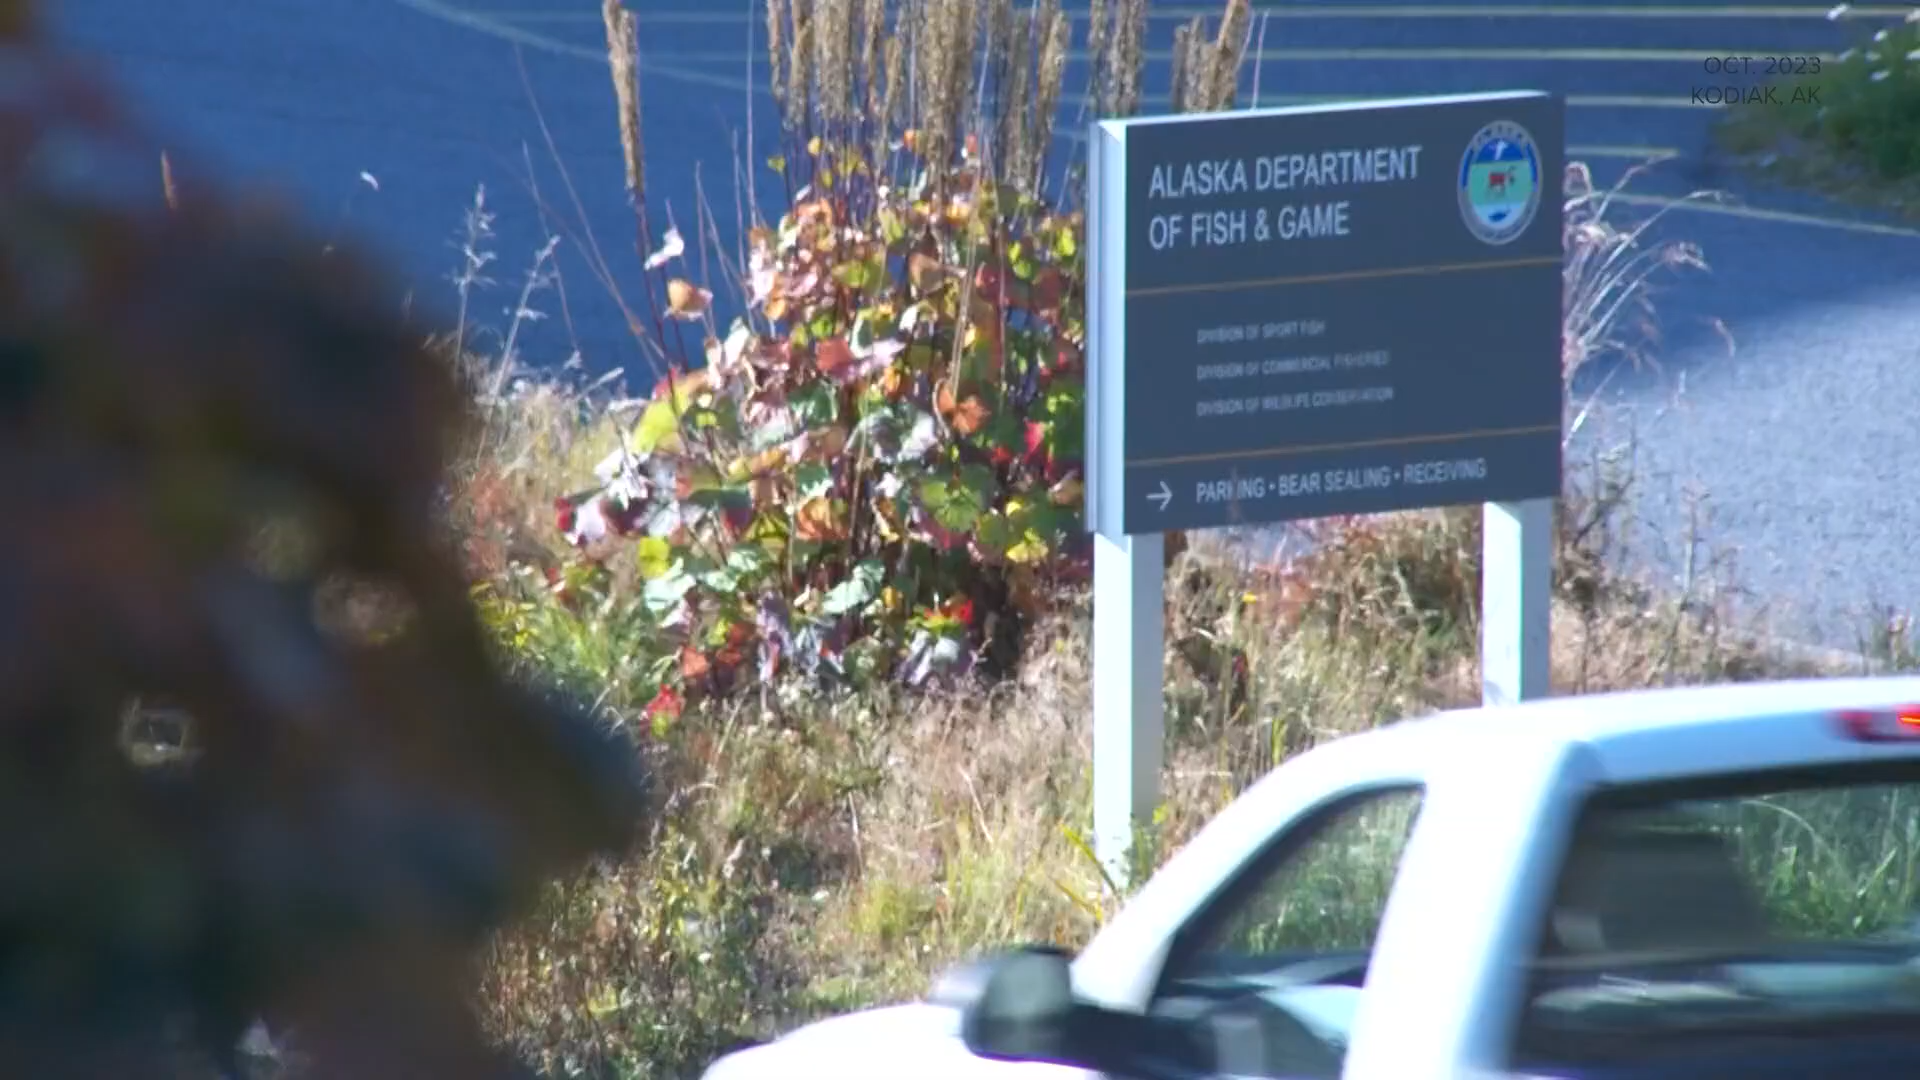 OCT. 2023
KODIAK, AK
ALASKA DEPARTMENT
OF FISH & GAME
DIVISION OF SPORT FISH
DIVISION OF COMMERCIAL FISHERIES
DIVISION OF WILDLIFE CONSERVATION
→ PARKING • BEAR SEALING • RECEIVING